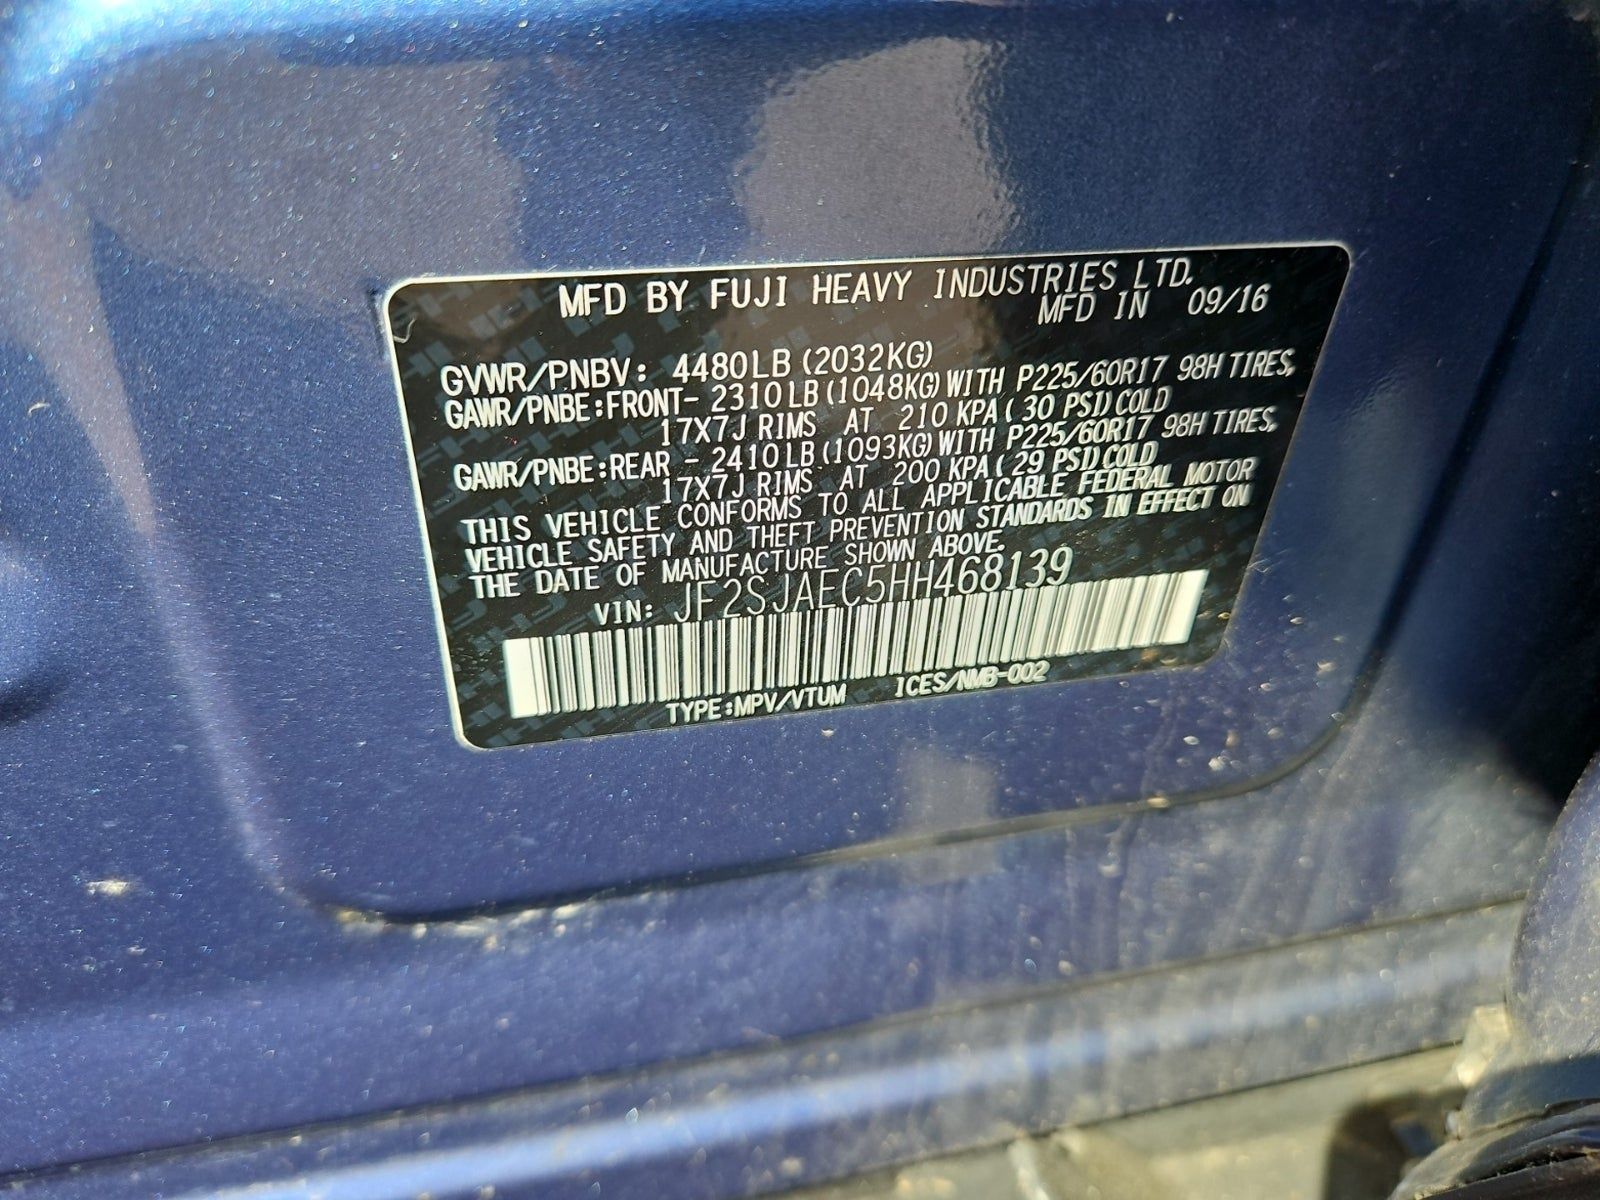 MFD BY FUJI HEAVY INDUSTRIES LTD.
MFD IN 09/16
GVWR/PNBV: 4480LB (2032KG)
GAWR/PNBE:FRONT- 2310LB(1048KG)WITH P225/60R17 98H TIRES,
17X7J RIMS AT 210 KPA( 30 PSI)COLD
GAWR/PNBE:REAR - 2410LB(1093KG)WITH P225/60R17 98H TIRES,
17X7J RIMS AT 200 KPA( 29 PSI)COLD
THIS VEHICLE CONFORMS TO ALL APPLICABLE FEDERAL MOTOR
VEHICLE SAFETY AND THEFT PREVENTION STANDARDS IN EFFECT ON
THE DATE OF MANUFACTURE SHOWN ABOVE.
VIN: JF2SJAEC5HH468139
TYPE:MPV/VTUM ICES/NMB-002